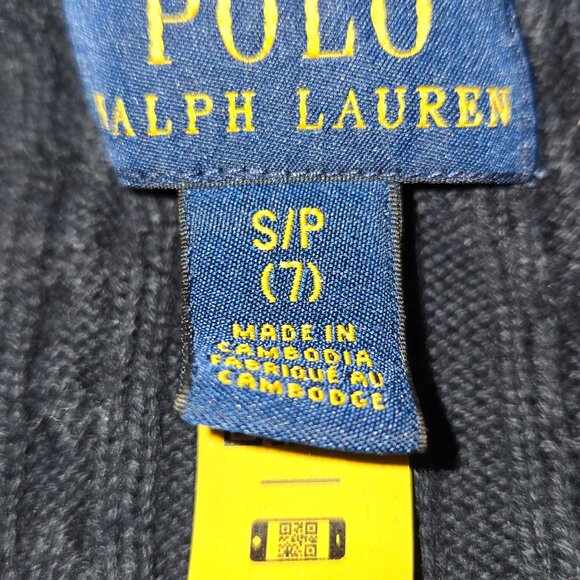 POLO
RALPH LAUREN
S/P
(7)
MADE IN
CAMBODIA
FABRIQUÉ AU
CAMBODGE